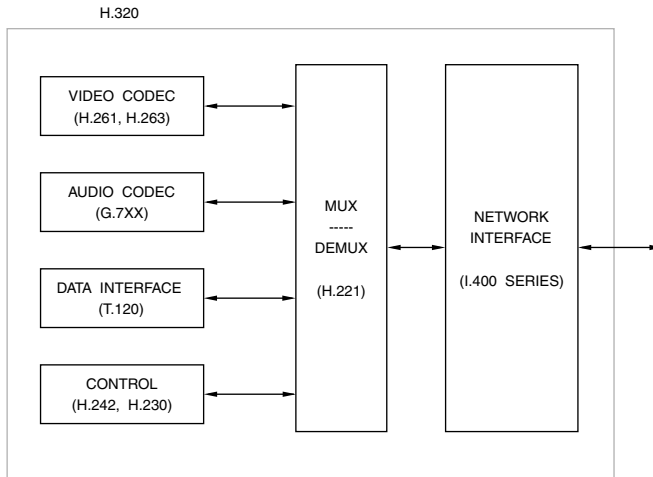 H.320
VIDEO CODEC
(H.261, H.263)
AUDIO CODEC
(G.7XX)
DATA INTERFACE
(T.120)
CONTROL
(H.242, H.230)
MUX
-----
DEMUX
(H.221)
NETWORK
INTERFACE
(I.400 SERIES)